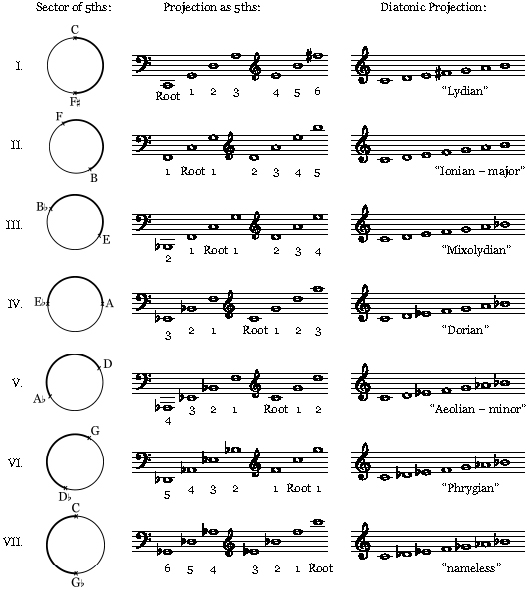 Sector of 5ths: Projection as 5ths: Diatonic Projection:
C
I.
F♯
Root 1 2 3 4 5 6
"Lydian"
F
II.
B
1 Root 1 2 3 4 5
"Ionian – major"
B♭
III.
E
2 1 Root 1 2 3 4
"Mixolydian"
IV.
E♭ A
3 2 1 Root 1 2 3
"Dorian"
D
V.
A♭
4 3 2 1 Root 1 2
"Aeolian – minor"
G
VI.
D♭
5 4 3 2 1 Root 1
"Phrygian"
C
VII.
G♭
6 5 4 3 2 1 Root
"nameless"